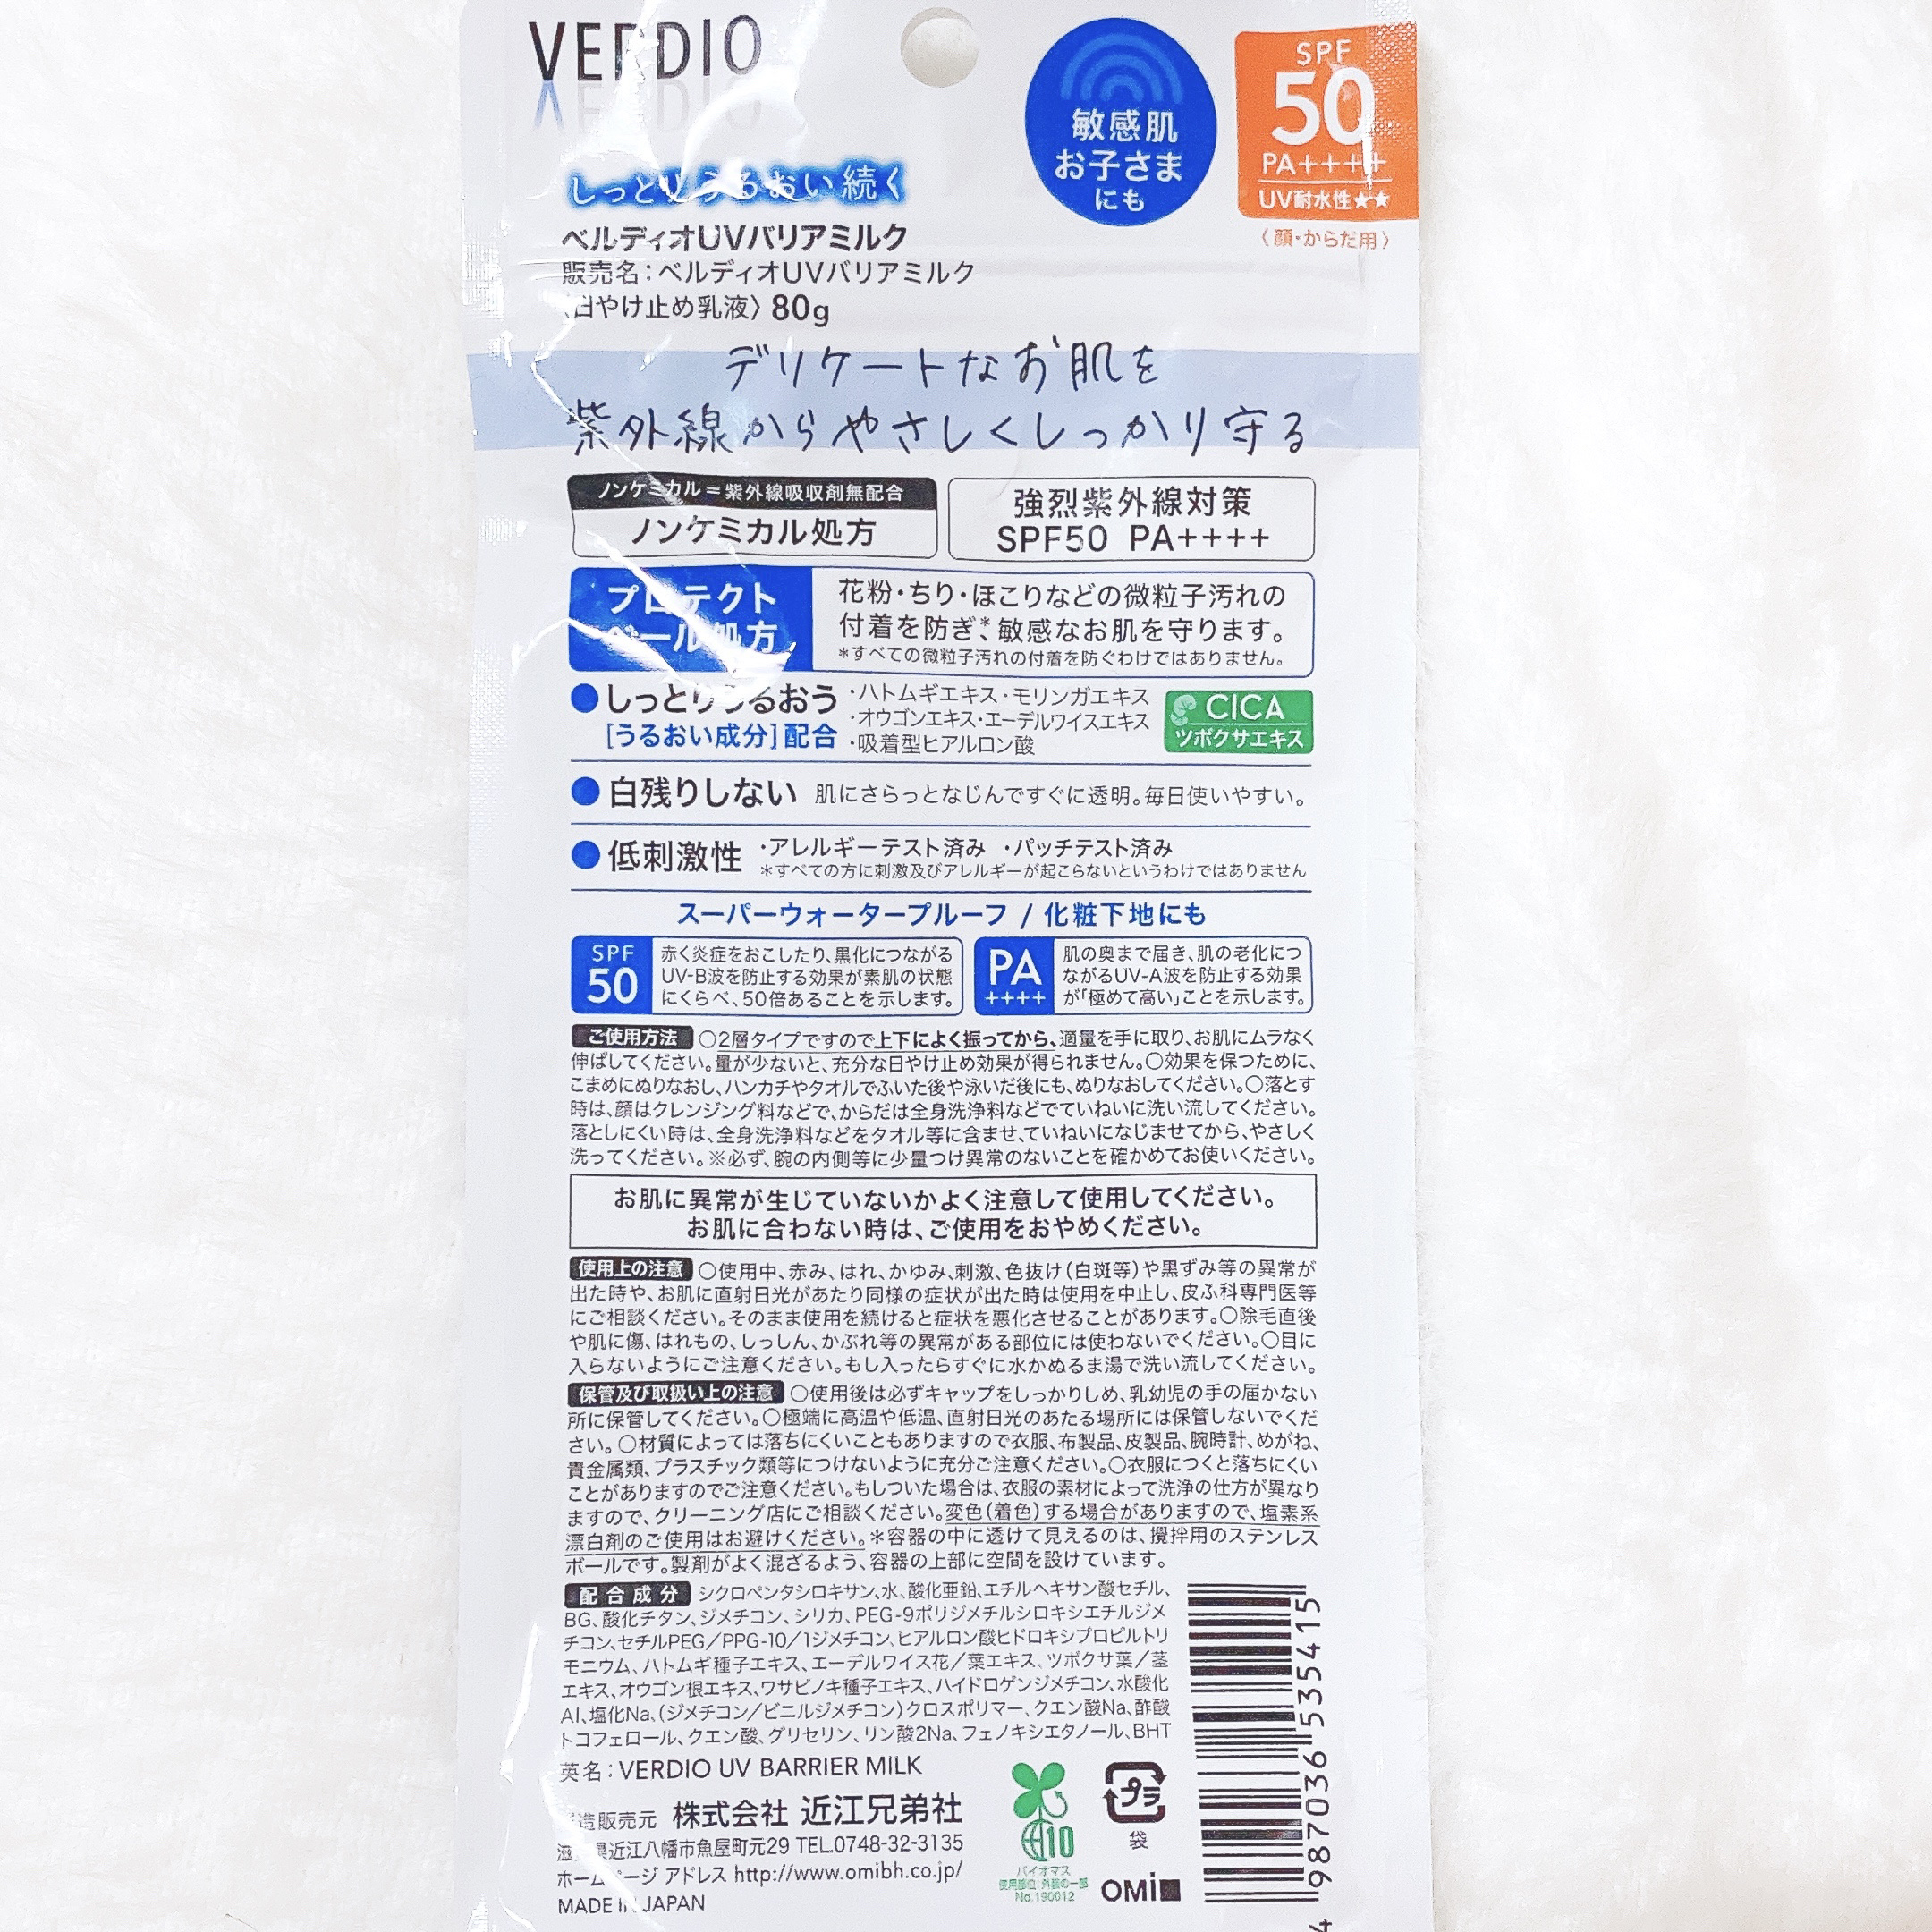 VERDIO
敏感肌
お子さま
にも
SPF
50
PA++++
UV耐水性★★
〈顔・からだ用〉
しっとりうるおい続く
ベルディオUVバリアミルク
販売名:ベルディオUVバリアミルク
〈日やけ止め乳液〉80g
デリケートなお肌を
紫外線からやさしくしっかり守る
ノンケミカル=紫外線吸収剤無配合
ノンケミカル処方
強烈紫外線対策
SPF50 PA++++
プロテクト
ベール処方
花粉・ちり・ほこりなどの微粒子汚れの
付着を防ぎ*、敏感なお肌を守ります。
*すべての微粒子汚れの付着を防ぐわけではありません。
●しっとりうるおう
[うるおい成分]配合
・ハトムギエキス・モリンガエキス
・オウゴンエキス・エーデルワイスエキス
・吸着型ヒアルロン酸
CICA
ツボクサエキス
●白残りしない 肌にさらっとなじんですぐに透明。毎日使いやすい。
●低刺激性 ・アレルギーテスト済み ・パッチテスト済み
*すべての方に刺激及びアレルギーが起こらないというわけではありません
スーパーウォータープルーフ / 化粧下地にも
SPF
50
赤く炎症をおこしたり、黒化につながる
UV-B波を防止する効果が素肌の状態
にくらべ、50倍あることを示します。
PA
++++
肌の奥まで届き、肌の老化につ
ながるUV-A波を防止する効果
が「極めて高い」ことを示します。
ご使用方法 ○2層タイプですので上下によく振ってから、適量を手に取り、お肌にムラなく
伸ばしてください。量が少ないと、充分な日やけ止め効果が得られません。○効果を保つために、
こまめにぬりなおし、ハンカチやタオルでふいた後や泳いだ後にも、ぬりなおしてください。○落とす
時は、顔はクレンジング料などで、からだは全身洗浄料などでていねいに洗い流してください。
落としにくい時は、全身洗浄料などをタオル等に含ませ、ていねいになじませてから、やさしく
洗ってください。※必ず、腕の内側等に少量つけ異常のないことを確かめてお使いください。
お肌に異常が生じていないかよく注意して使用してください。
お肌に合わない時は、ご使用をおやめください。
使用上の注意 ○使用中、赤み、はれ、かゆみ、刺激、色抜け(白斑等)や黒ずみ等の異常が
出た時や、お肌に直射日光があたり同様の症状が出た時は使用を中止し、皮ふ科専門医等
にご相談ください。そのまま使用を続けると症状を悪化させることがあります。○除毛直後
や肌に傷、はれもの、しっしん、かぶれ等の異常がある部位には使わないでください。○目に
入らないようにご注意ください。もし入ったらすぐに水かぬるま湯で洗い流してください。
保管及び取扱い上の注意 ○使用後は必ずキャップをしっかりしめ、乳幼児の手の届かない
所に保管してください。○極端に高温や低温、直射日光のあたる場所には保管しないでくだ
さい。○材質によっては落ちにくいこともありますので衣服、布製品、皮製品、腕時計、めがね、
貴金属類、プラスチック類等につけないように充分ご注意ください。○衣服につくと落ちにくい
ことがありますのでご注意ください。もしついた場合は、衣服の素材によって洗浄の仕方が異なり
ますので、クリーニング店にご相談ください。変色(着色)する場合がありますので、塩素系
漂白剤のご使用はお避けください。*容器の中に透けて見えるのは、攪拌用のステンレス
ボールです。製剤がよく混ざるよう、容器の上部に空間を設けています。
配合成分 シクロペンタシロキサン、水、酸化亜鉛、エチルヘキサン酸セチル、
BG、酸化チタン、ジメチコン、シリカ、PEG-9ポリジメチルシロキシエチルジメ
チコン、セチルPEG/PPG-10/1ジメチコン、ヒアルロン酸ヒドロキシプロピルトリ
モニウム、ハトムギ種子エキス、エーデルワイス花/葉エキス、ツボクサ葉/茎
エキス、オウゴン根エキス、ワサビノキ種子エキス、ハイドロゲンジメチコン、水酸化
Al、塩化Na、(ジメチコン/ビニルジメチコン)クロスポリマー、クエン酸Na、酢酸
トコフェロール、クエン酸、グリセリン、リン酸2Na、フェノキシエタノール、BHT
英名:VERDIO UV BARRIER MILK
造販売元 株式会社 近江兄弟社
滋 県近江八幡市魚屋町元29 TEL.0748-32-3135
ホームページ アドレス http://www.omibh.co.jp/
MADE IN JAPAN
10
バイオマス
使用部位:外装の一部
No.190012
プラ
袋
OMi
4 987036 535415